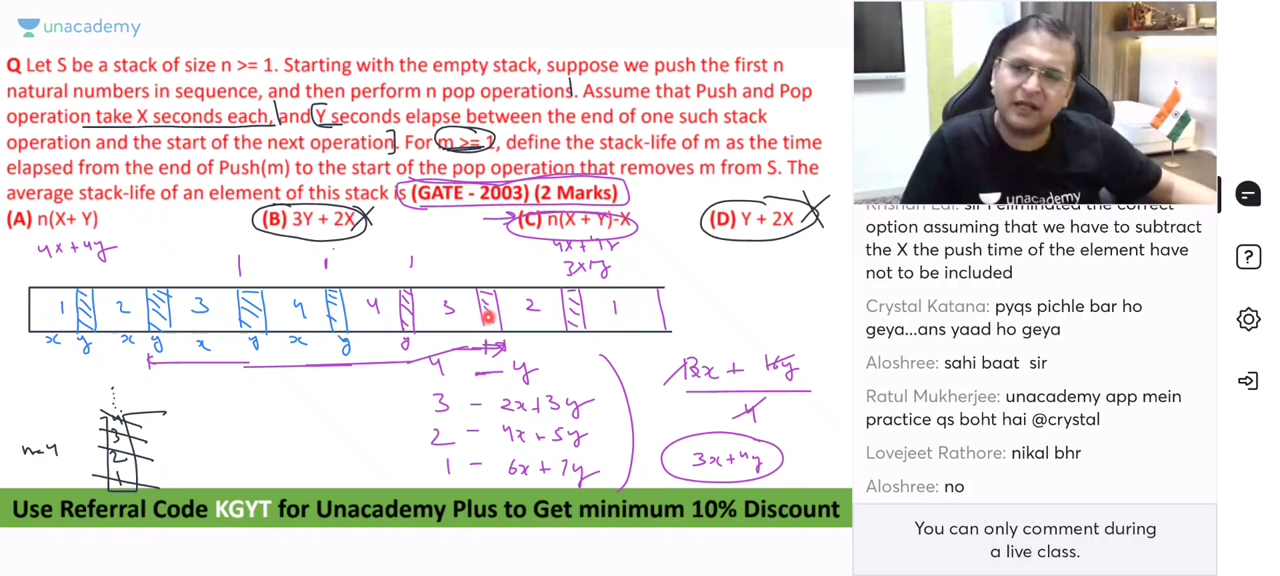 unacademy
Q Let S be a stack of size n >= 1. Starting with the empty stack, suppose we push the first n
natural numbers in sequence, and then perform n pop operations. Assume that Push and Pop
operation take X seconds each, and Y seconds elapse between the end of one such stack
operation and the start of the next operation. For m >= 1, define the stack-life of m as the time
elapsed from the end of Push(m) to the start of the pop operation that removes m from S. The
average stack-life of an element of this stack is (GATE - 2003) (2 Marks)
(A) n(X+ Y) (B) 3Y + 2X (C) n(X + Y)-X (D) Y + 2X
4x+4y 4x+4y
3x+y
1 2 3 4 4 3 2 1
x y x y x y x y y
4 - y
3 - 2x+3y
2 - 4x+5y
1 - 6x+7y
12x + 16y
4
3x+4y
n=4
4
3
2
1
Use Referral Code KGYT for Unacademy Plus to Get minimum 10% Discount
unacademy
Krishan Lal: sir I eliminated the correct
option assuming that we have to subtract
the X the push time of the element have
not to be included
Crystal Katana: pyqs pichle bar ho
geya...ans yaad ho geya
Aloshree: sahi baat sir
Ratul Mukherjee: unacademy app mein
practice qs boht hai @crystal
Lovejeet Rathore: nikal bhr
Aloshree: no
You can only comment during
a live class.